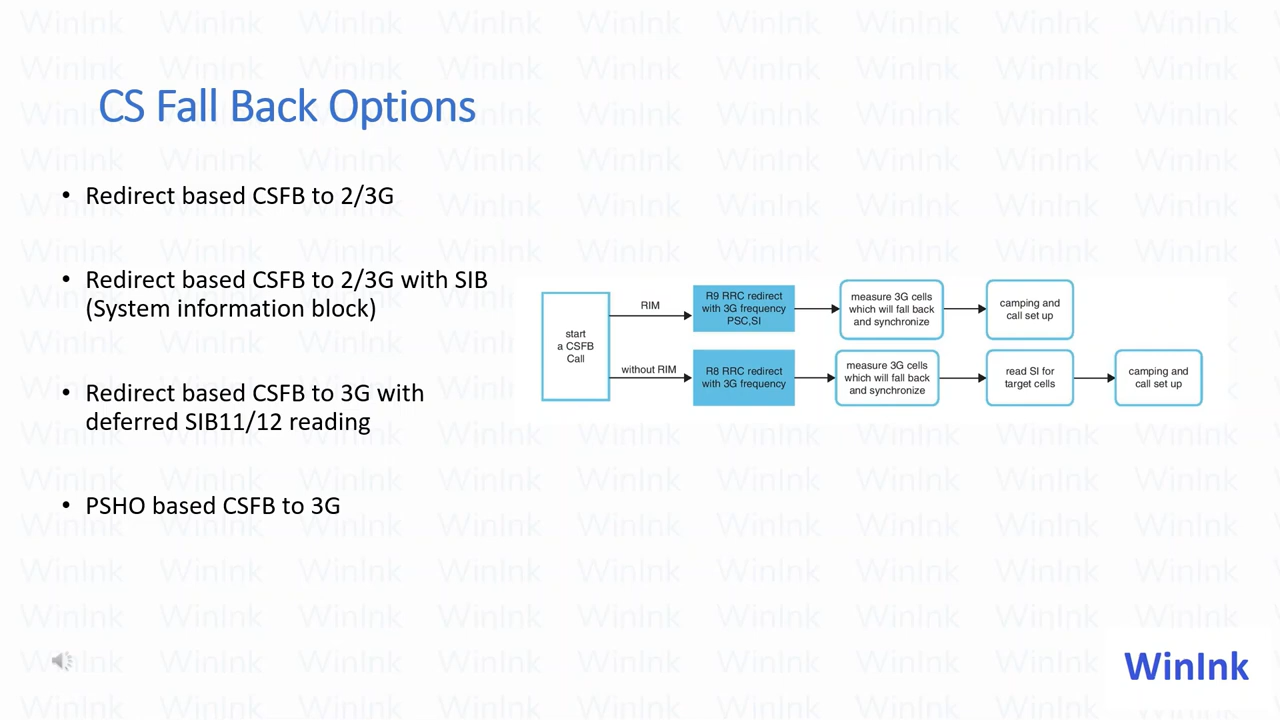 CS Fall Back Options
• Redirect based CSFB to 2/3G
• Redirect based CSFB to 2/3G with SIB
(System information block)
• Redirect based CSFB to 3G with
deferred SIB11/12 reading
• PSHO based CSFB to 3G
start
a CSFB
Call
RIM
R9 RRC redirect
with 3G frequency
PSC,SI
measure 3G cells
which will fall back
and synchronize
camping and
call set up
without RIM
R8 RRC redirect
with 3G frequency
measure 3G cells
which will fall back
and synchronize
read SI for
target cells
camping and
call set up
WinInk